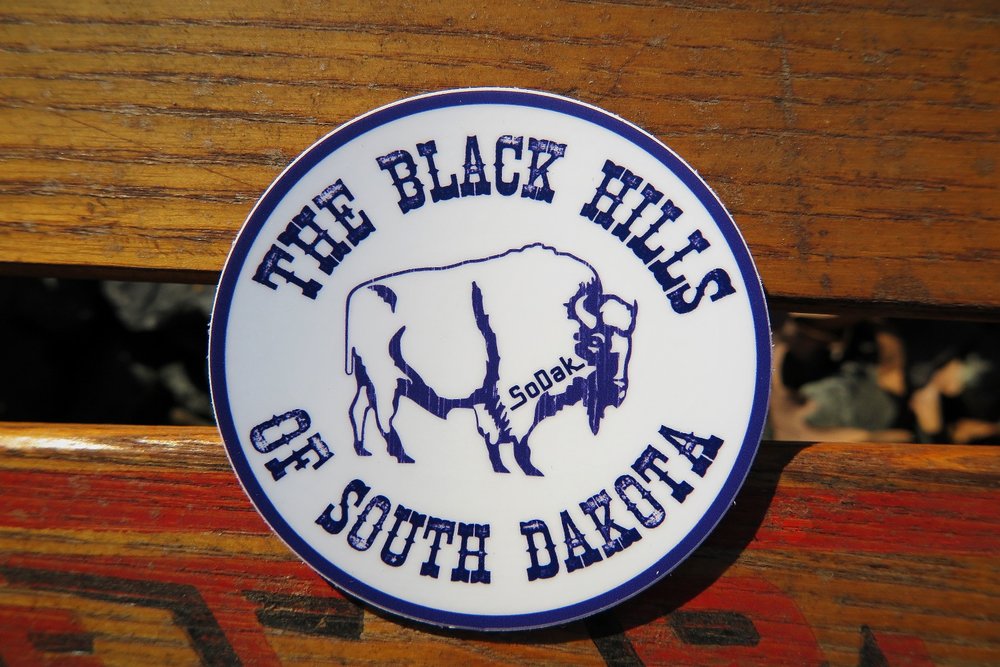 THE BLACK HILLS
SoDak
OF SOUTH DAKOTA